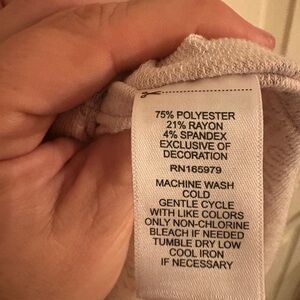 75% POLYESTER
21% RAYON
4% SPANDEX
EXCLUSIVE OF
DECORATION
RN165979
MACHINE WASH
COLD
GENTLE CYCLE
WITH LIKE COLORS
ONLY NON-CHLORINE
BLEACH IF NEEDED
TUMBLE DRY LOW
COOL IRON
IF NECESSARY